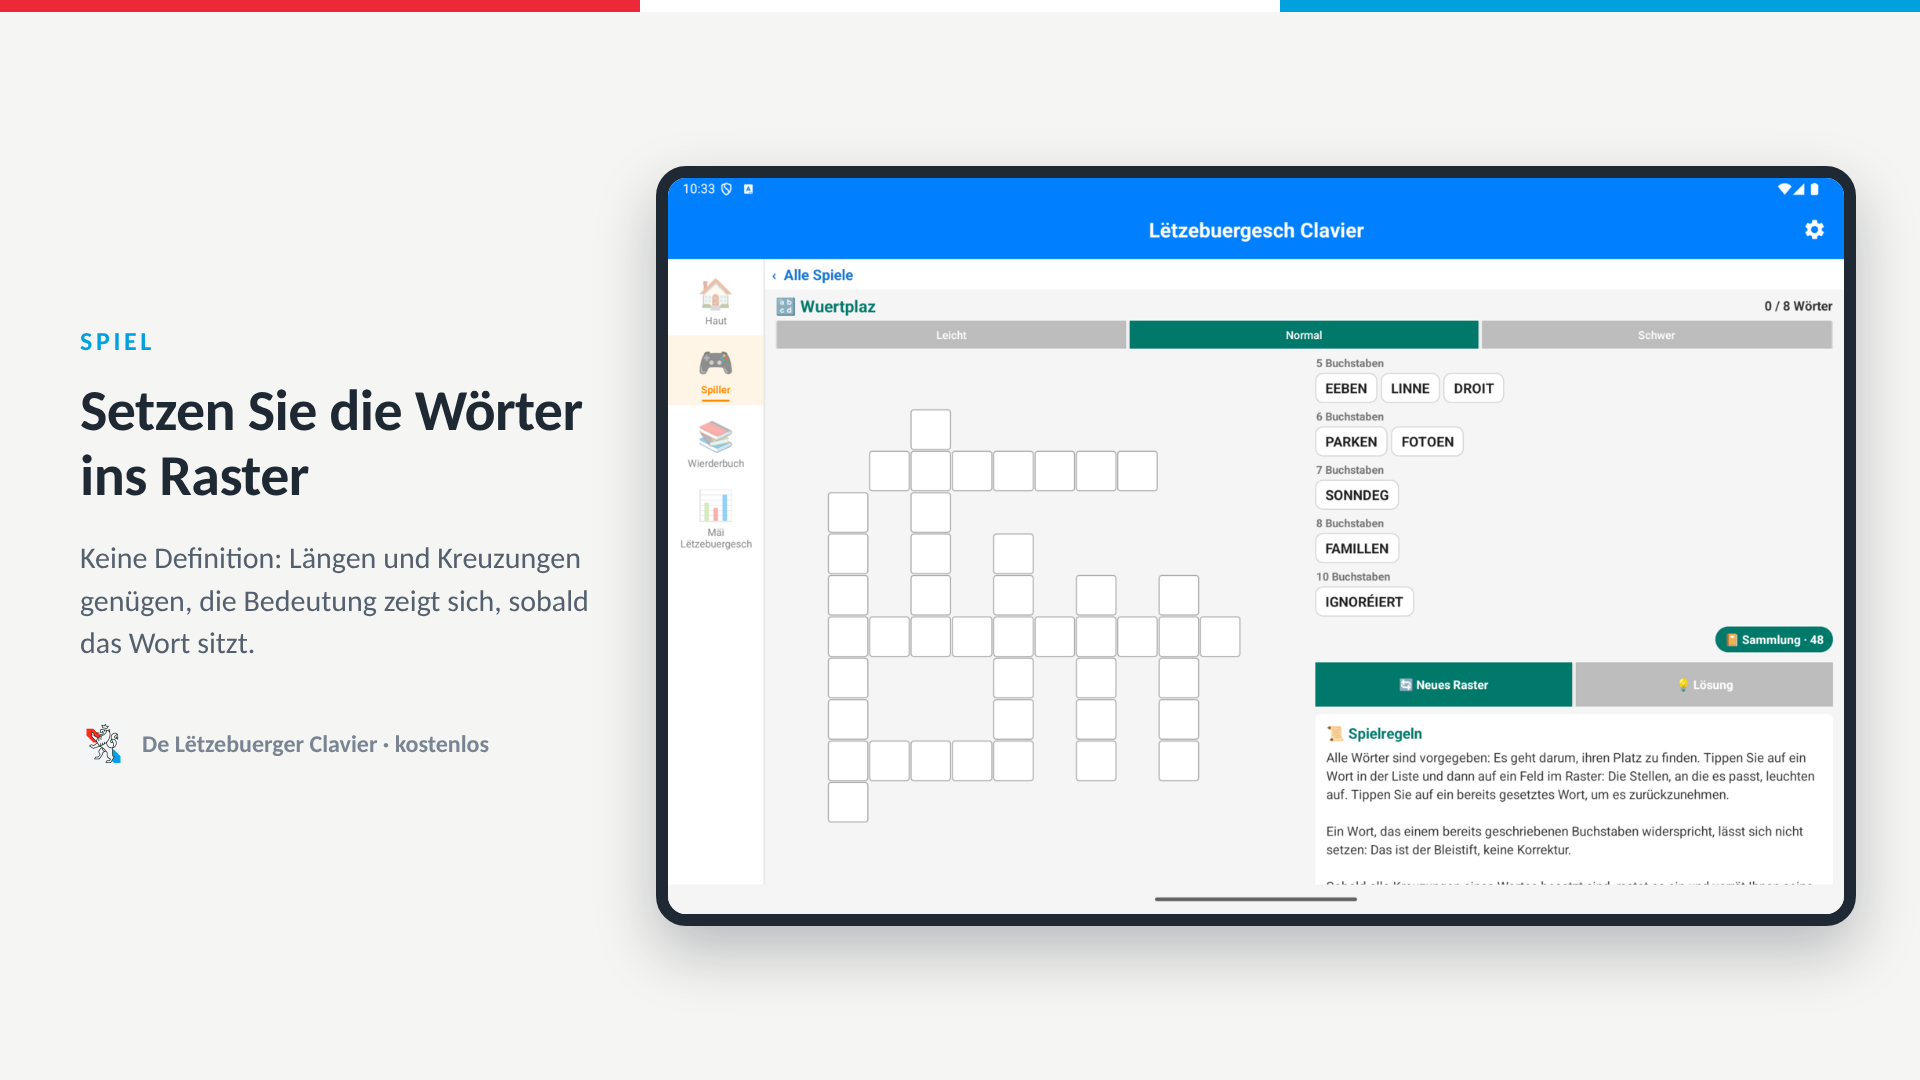 SPIEL
Setzen Sie die Wörter
ins Raster
Keine Definition: Längen und Kreuzungen
genügen, die Bedeutung zeigt sich, sobald
das Wort sitzt.
De Lëtzebuerger Clavier · kostenlos
10:33
Lëtzebuergesch Clavier
Haut
Spiller
Wierderbuch
Mäi
Lëtzebuergesch
‹ Alle Spiele
Wuertplaz
0 / 8 Wörter
Leicht
Normal
Schwer
5 Buchstaben
EEBEN
LINNE
DROIT
6 Buchstaben
PARKEN
FOTOEN
7 Buchstaben
SONNDEG
8 Buchstaben
FAMILLEN
10 Buchstaben
IGNORÉIERT
Sammlung · 48
Neues Raster
Lösung
Spielregeln
Alle Wörter sind vorgegeben: Es geht darum, ihren Platz zu finden. Tippen Sie auf ein
Wort in der Liste und dann auf ein Feld im Raster: Die Stellen, an die es passt, leuchten
auf. Tippen Sie auf ein bereits gesetztes Wort, um es zurückzunehmen.
Ein Wort, das einem bereits geschriebenen Buchstaben widerspricht, lässt sich nicht
setzen: Das ist der Bleistift, keine Korrektur.